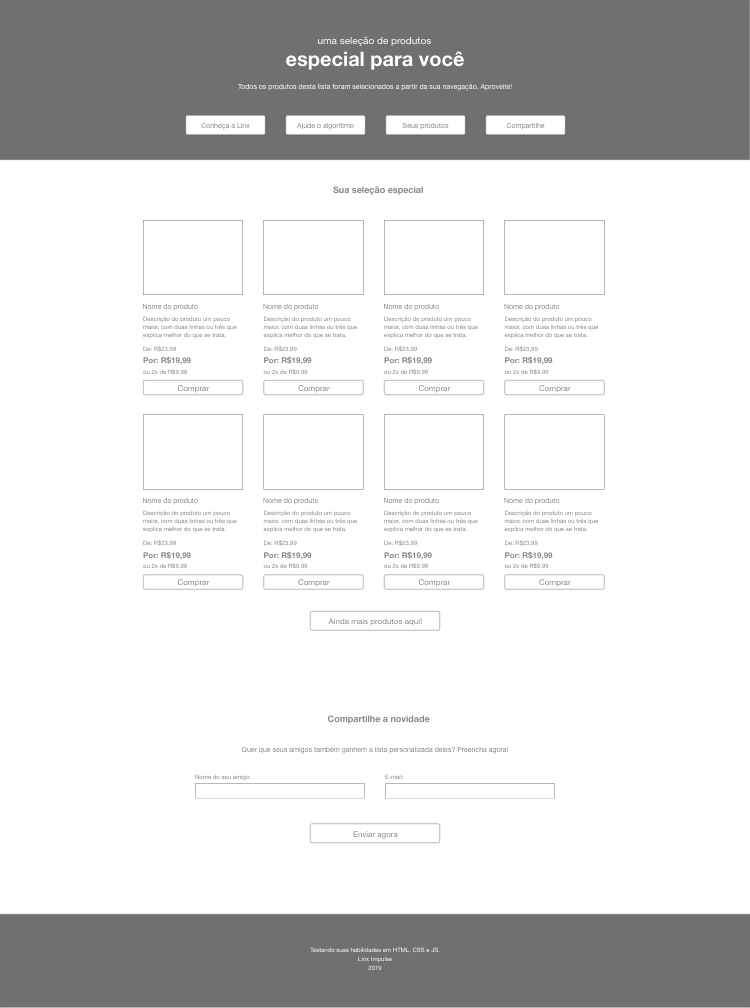 uma seleção de produtos
especial para você
Todos os produtos desta lista foram selecionados a partir da sua navegação. Aproveite!
Conheça a Linx
Ajude o algorítimo
Seus produtos
Compartilhe
Sua seleção especial
Nome do produto
Descrição do produto um pouco
maior, com duas linhas ou três que
explica melhor do que se trata.
De: R$23,99
Por: R$19,99
ou 2x de R$9,99
Comprar
Nome do produto
Descrição do produto um pouco
maior, com duas linhas ou três que
explica melhor do que se trata.
De: R$23,99
Por: R$19,99
ou 2x de R$9,99
Comprar
Nome do produto
Descrição do produto um pouco
maior, com duas linhas ou três que
explica melhor do que se trata.
De: R$23,99
Por: R$19,99
ou 2x de R$9,99
Comprar
Nome do produto
Descrição do produto um pouco
maior, com duas linhas ou três que
explica melhor do que se trata.
De: R$23,99
Por: R$19,99
ou 2x de R$9,99
Comprar
Nome do produto
Descrição do produto um pouco
maior, com duas linhas ou três que
explica melhor do que se trata.
De: R$23,99
Por: R$19,99
ou 2x de R$9,99
Comprar
Nome do produto
Descrição do produto um pouco
maior, com duas linhas ou três que
explica melhor do que se trata.
De: R$23,99
Por: R$19,99
ou 2x de R$9,99
Comprar
Nome do produto
Descrição do produto um pouco
maior, com duas linhas ou três que
explica melhor do que se trata.
De: R$23,99
Por: R$19,99
ou 2x de R$9,99
Comprar
Nome do produto
Descrição do produto um pouco
maior, com duas linhas ou três que
explica melhor do que se trata.
De: R$23,99
Por: R$19,99
ou 2x de R$9,99
Comprar
Ainda mais produtos aqui!
Compartilhe a novidade
Quer que seus amigos também ganhem a lista personalizada deles? Preencha agora!
Nome do seu amigo:
E-mail:
Enviar agora
Testando suas habilidades em HTML, CSS e JS.
Linx Impulse
2019